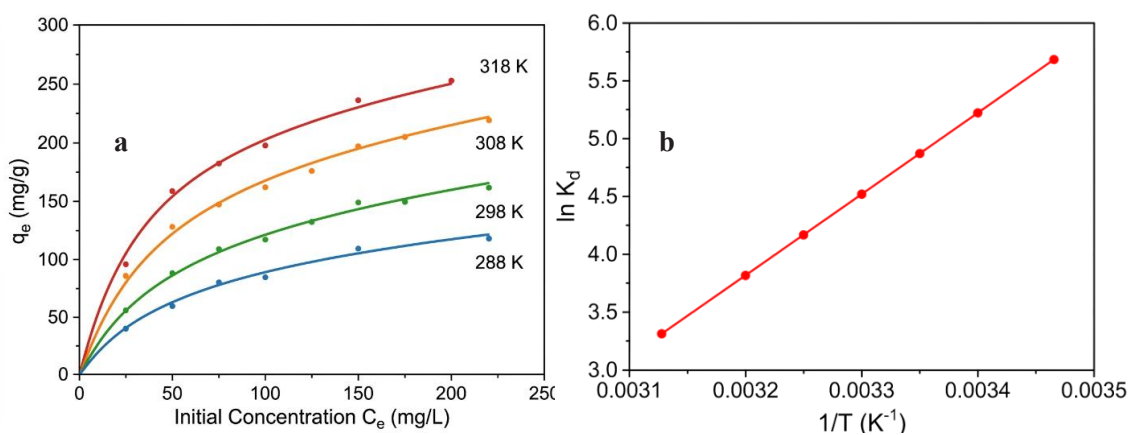 300
250
200
150
100
50
0
q_e (mg/g)
a
318 K
308 K
298 K
288 K
0 50 100 150 200 250
Initial Concentration C_e (mg/L)
6.0
5.5
5.0
4.5
4.0
3.5
3.0
ln K_d
b
0.0031 0.0032 0.0033 0.0034 0.0035
1/T (K⁻¹)